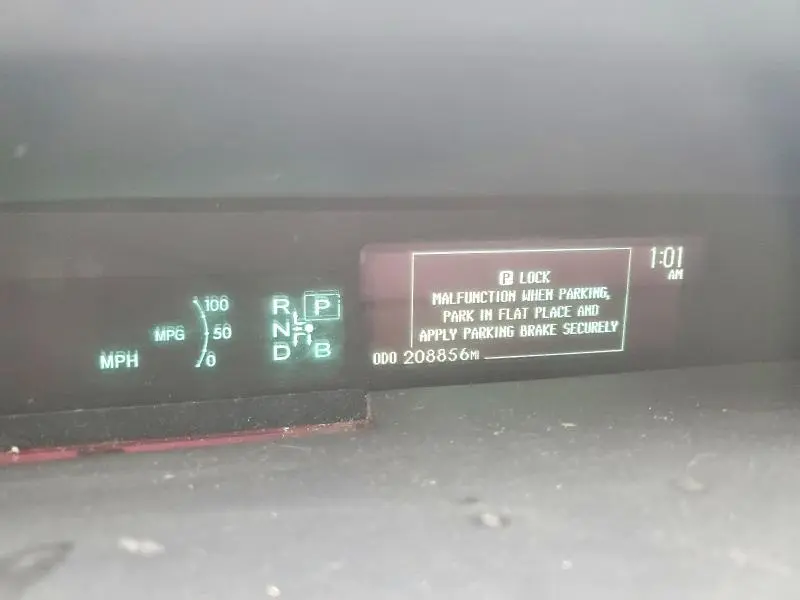 100
MPG 50
MPH 0
R P
N
D B
P LOCK
MALFUNCTION WHEN PARKING,
PARK IN FLAT PLACE AND
APPLY PARKING BRAKE SECURELY
1:01
AM
ODO 208856MI